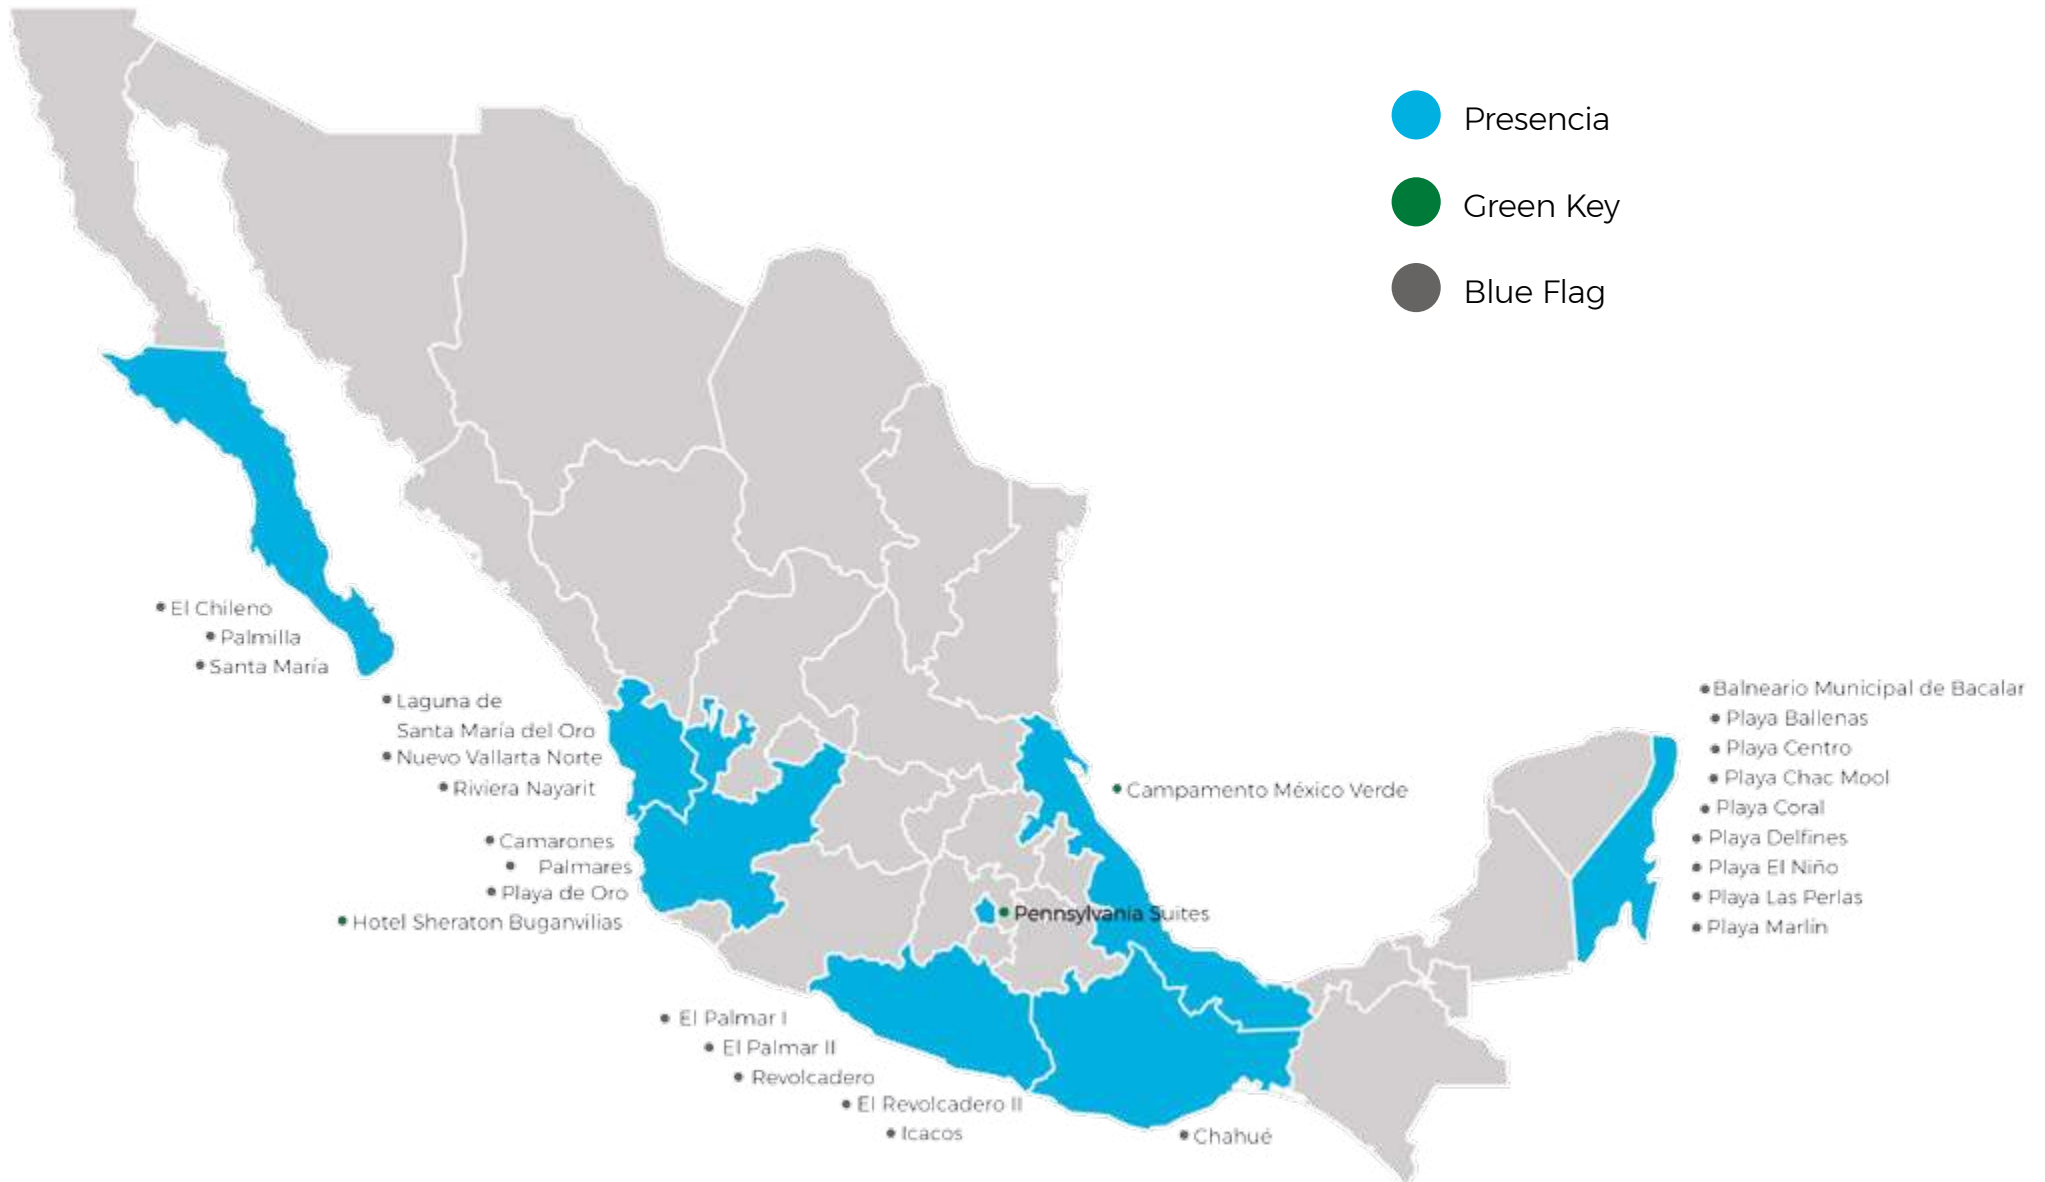 Presencia
Green Key
Blue Flag
El Chileno
Palmilla
Santa María
Laguna de
Santa María del Oro
Nuevo Vallarta Norte
Riviera Nayarit
Camarones
Palmares
Playa de Oro
Hotel Sheraton Buganvilias
El Palmar I
El Palmar II
Revolcadero
El Revolcadero II
Icacos
Chahué
Pennsylvania Suites
Campamento México Verde
Balneario Municipal de Bacalar
Playa Ballenas
Playa Centro
Playa Chac Mool
Playa Coral
Playa Delfines
Playa El Niño
Playa Las Perlas
Playa Marlin